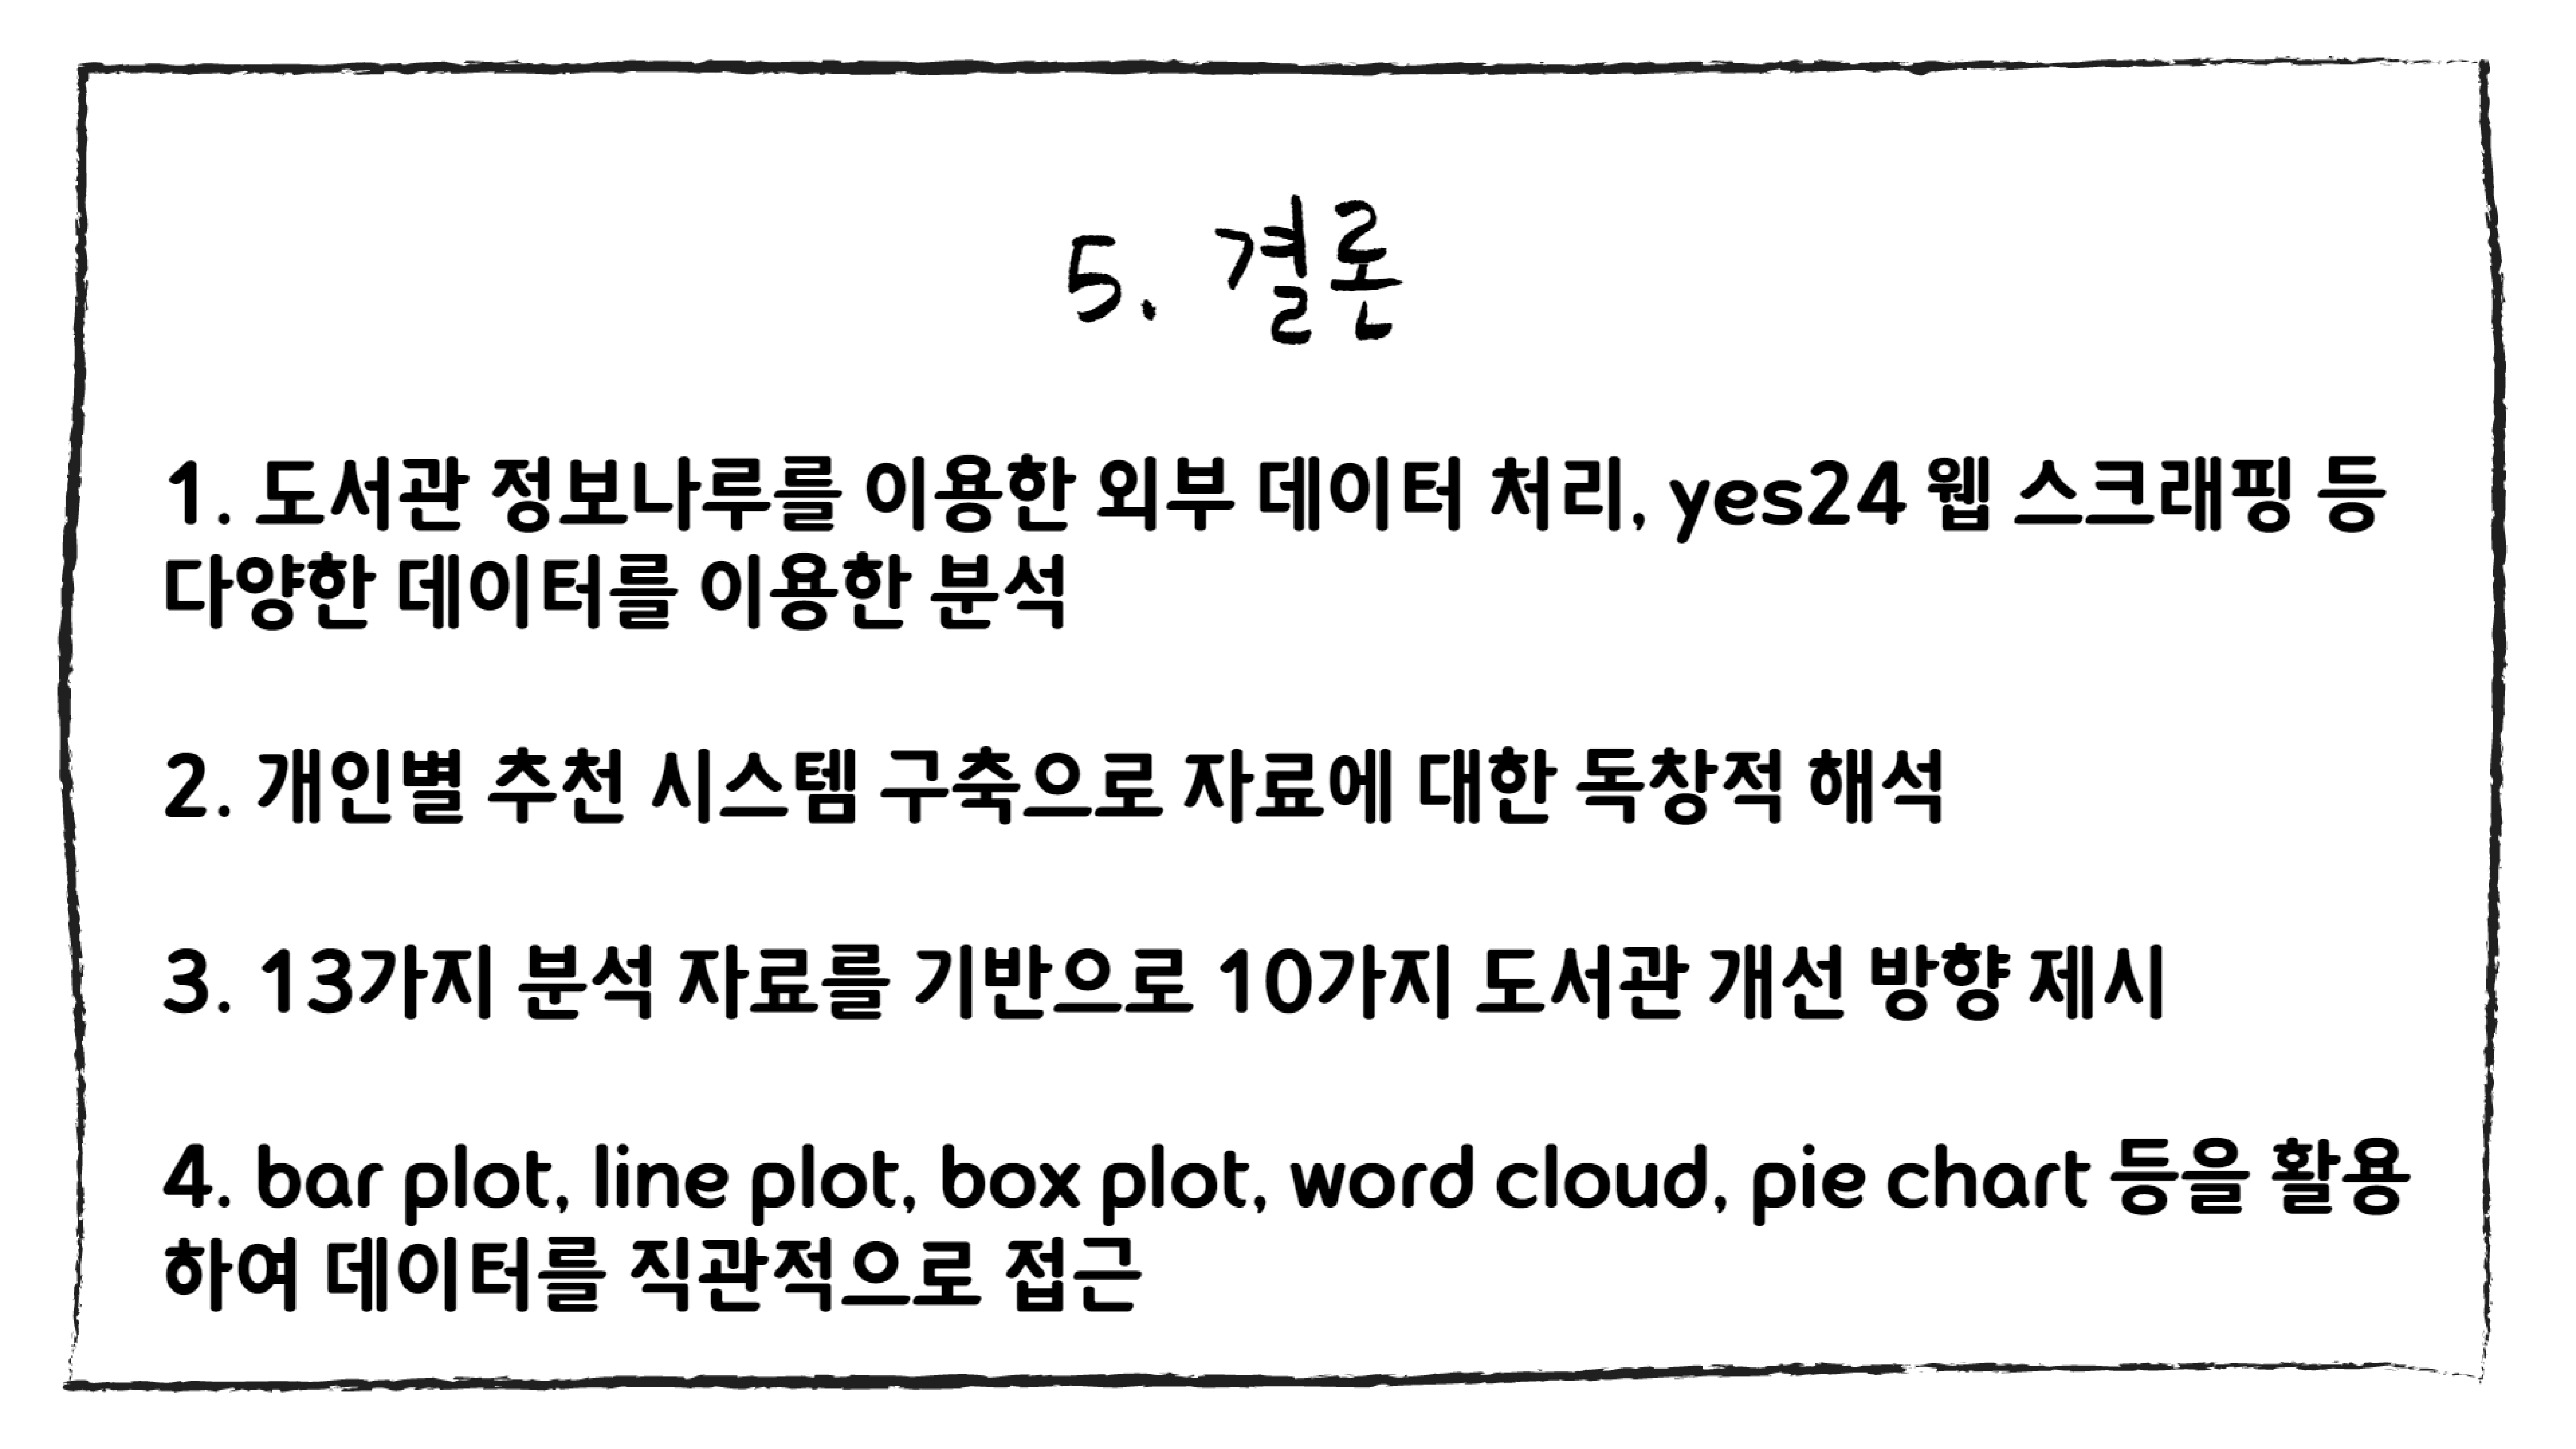 5. 결론
1. 도서관 정보나루를 이용한 외부 데이터 처리, yes24 웹 스크래핑 등
다양한 데이터를 이용한 분석
2. 개인별 추천 시스템 구축으로 자료에 대한 독창적 해석
3. 13가지 분석 자료를 기반으로 10가지 도서관 개선 방향 제시
4. bar plot, line plot, box plot, word cloud, pie chart 등을 활용
하여 데이터를 직관적으로 접근